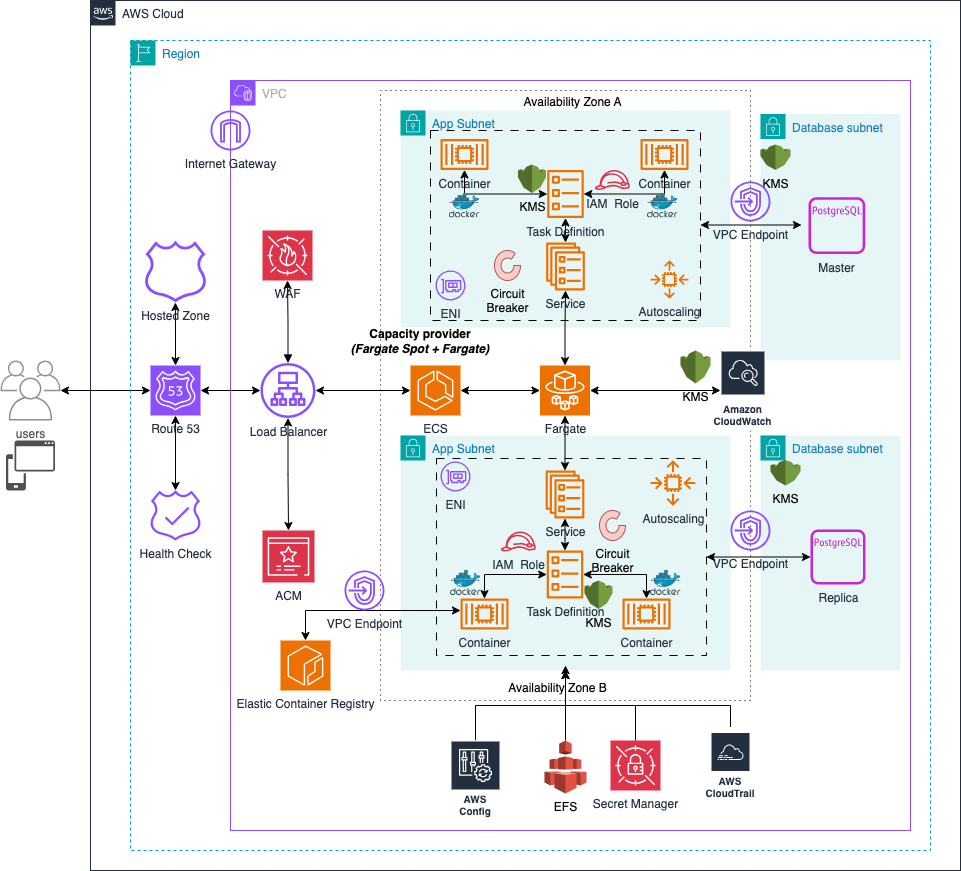 aws
AWS Cloud
Region
VPC
Internet Gateway
Availability Zone A
App Subnet
Container
Container
docker
docker
KMS
IAM Role
Task Definition
Service
Circuit
Breaker
ENI
Autoscaling
Database subnet
KMS
VPC Endpoint
PostgreSQL
Master
Hosted Zone
WAF
Capacity provider
(Fargate Spot + Fargate)
users
53
Route 53
Load Balancer
ECS
Fargate
KMS
Amazon
CloudWatch
Health Check
ACM
App Subnet
ENI
Service
Autoscaling
IAM Role
Circuit
Breaker
docker
docker
Task Definition
KMS
Container
Container
Database subnet
KMS
VPC Endpoint
PostgreSQL
Replica
VPC Endpoint
Elastic Container Registry
Availability Zone B
AWS
Config
EFS
Secret Manager
AWS
CloudTrail